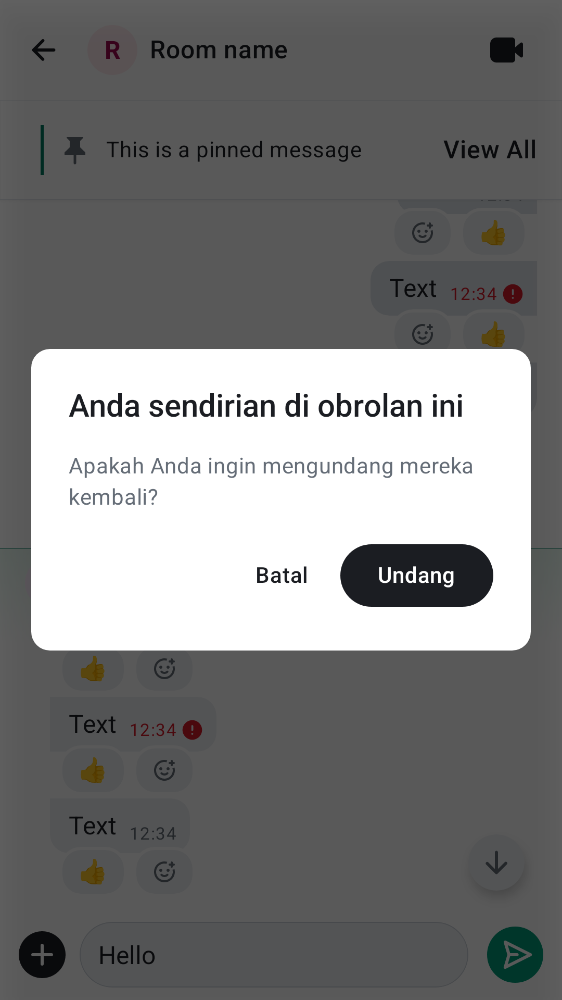 R Room name
This is a pinned message View All
Text 12:34
Anda sendirian di obrolan ini
Apakah Anda ingin mengundang mereka
kembali?
Batal Undang
Text 12:34
Text 12:34
Hello